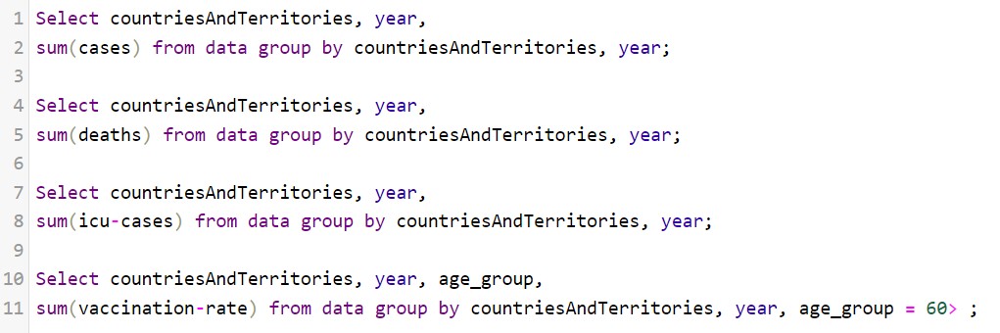 1 Select countriesAndTerritories, year,
2 sum(cases) from data group by countriesAndTerritories, year;
3
4 Select countriesAndTerritories, year,
5 sum(deaths) from data group by countriesAndTerritories, year;
6
7 Select countriesAndTerritories, year,
8 sum(icu-cases) from data group by countriesAndTerritories, year;
9
10 Select countriesAndTerritories, year, age_group,
11 sum(vaccination-rate) from data group by countriesAndTerritories, year, age_group = 60> ;